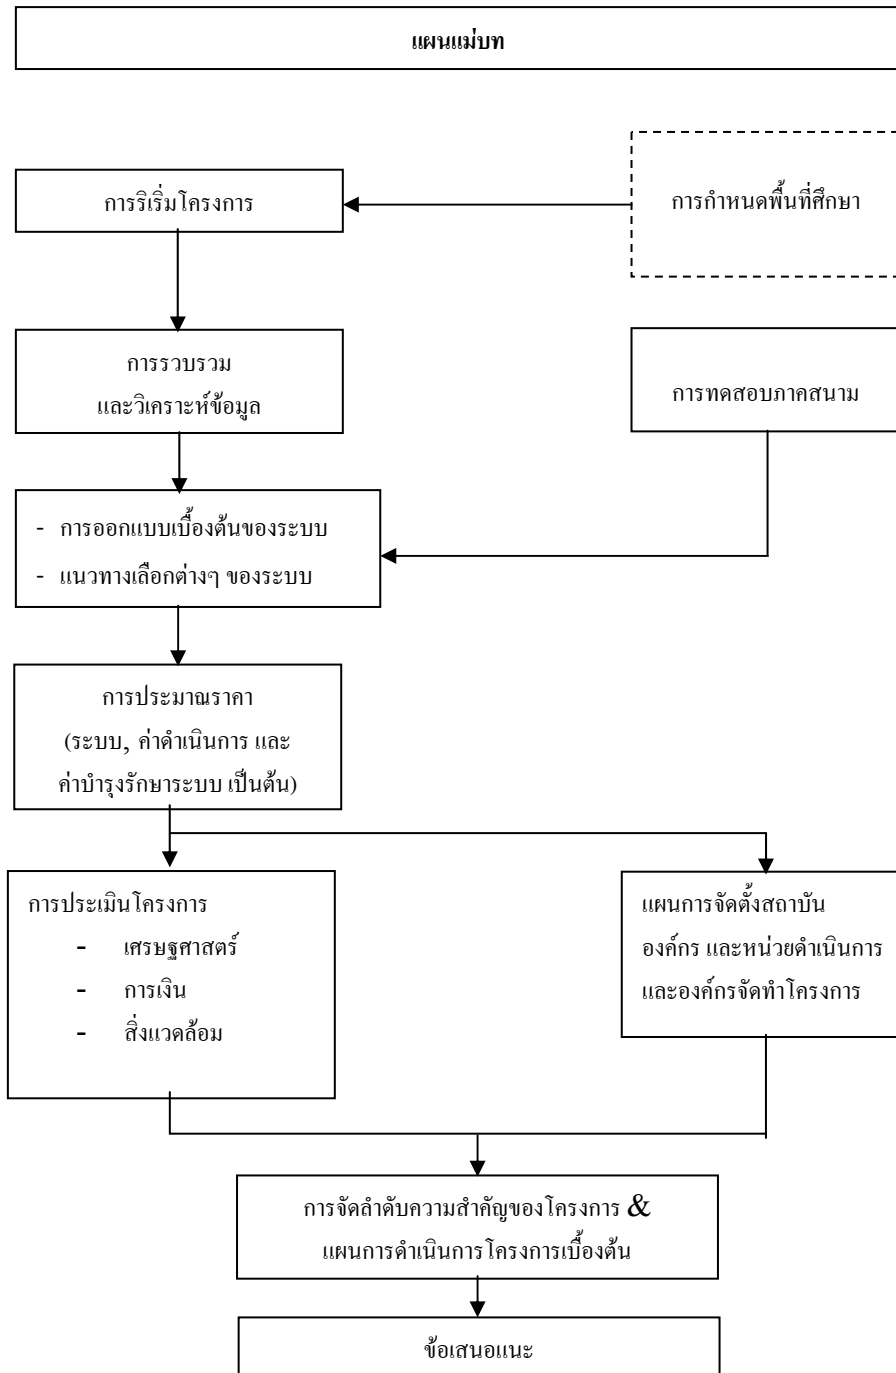 แผนแม่บท
การริเริ่มโครงการ
การกำหนดพื้นที่ศึกษา
การรวบรวม
และวิเคราะห์ข้อมูล
การทดสอบภาคสนาม
- การออกแบบเบื้องต้นของระบบ
- แนวทางเลือกต่างๆ ของระบบ
การประมาณราคา
(ระบบ, ค่าดำเนินการ และ
ค่าบำรุงรักษาระบบ เป็นต้น)
การประเมินโครงการ
- เศรษฐศาสตร์
- การเงิน
- สิ่งแวดล้อม
แผนการจัดตั้งสถาบัน
องค์กร และหน่วยดำเนินการ
และองค์กรจัดทำโครงการ
การจัดลำดับความสำคัญของโครงการ &
แผนการดำเนินการโครงการเบื้องต้น
ข้อเสนอแนะ